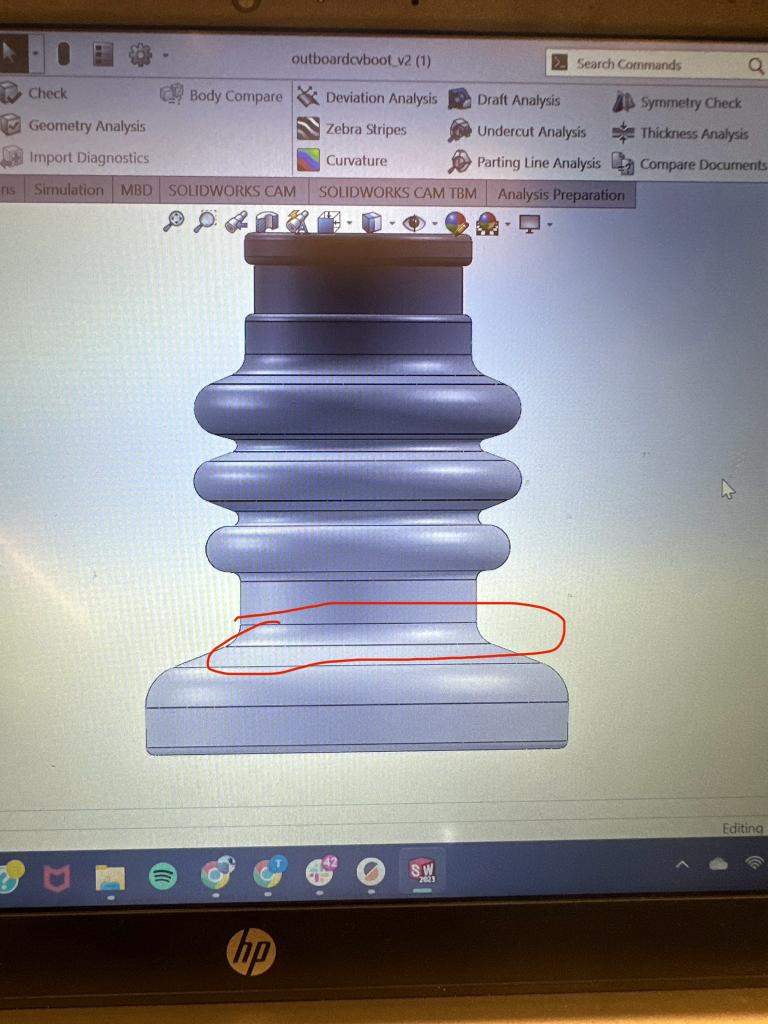 outboardcvboot_v2 (1)
Search Commands
Check
Body Compare
Deviation Analysis
Draft Analysis
Symmetry Check
Geometry Analysis
Zebra Stripes
Undercut Analysis
Thickness Analysis
Import Diagnostics
Curvature
Parting Line Analysis
Compare Documents
ns
Simulation
MBD
SOLIDWORKS CAM
SOLIDWORKS CAM TBM
Analysis Preparation
Editing
42
T
SW
2023
hp